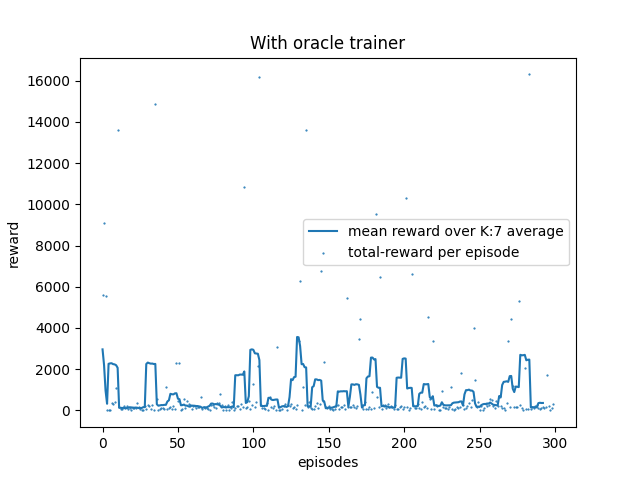 With oracle trainer
16000
14000
12000
10000
8000
6000
4000
2000
0
reward
mean reward over K:7 average
total-reward per episode
0 50 100 150 200 250 300
episodes